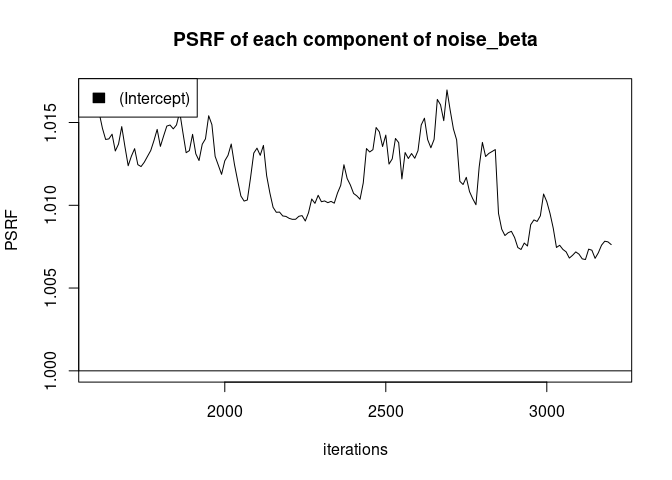 PSRF of each component of noise_beta
(Intercept)
1.015
1.010
1.005
1.000
PSRF
2000
2500
3000
iterations